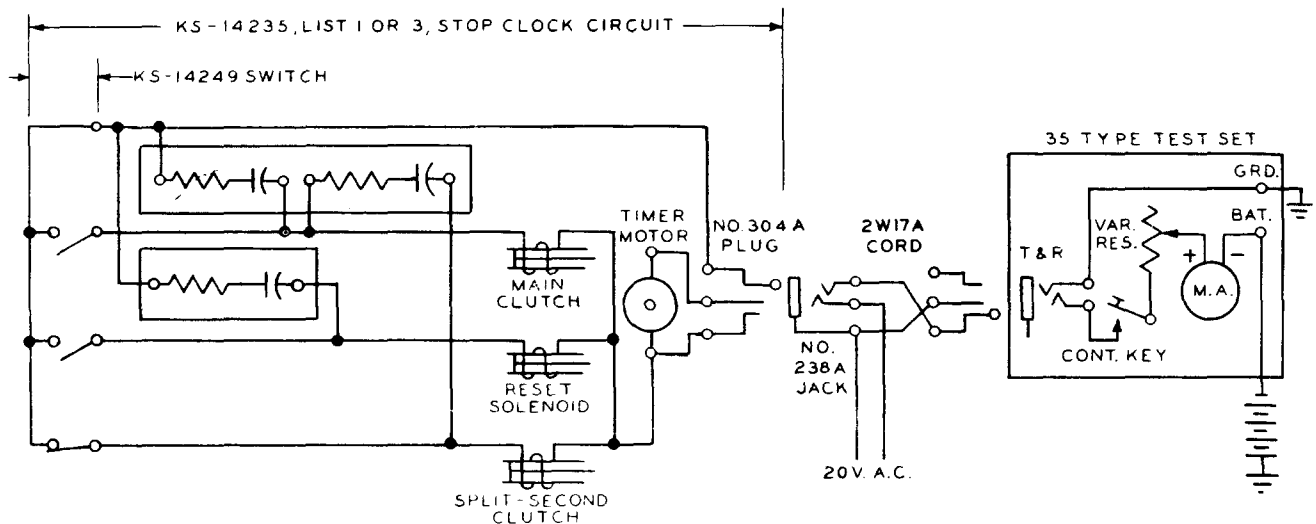 KS-14235, LIST 1 OR 3, STOP CLOCK CIRCUIT
KS-14249 SWITCH
35 TYPE TEST SET
GRD.
BAT.
VAR.
RES.
T & R
+
-
M.A.
CONT. KEY
TIMER
MOTOR
NO. 304A
PLUG
2W17A
CORD
MAIN
CLUTCH
NO.
238A
JACK
RESET
SOLENOID
20V. A.C.
SPLIT-SECOND
CLUTCH